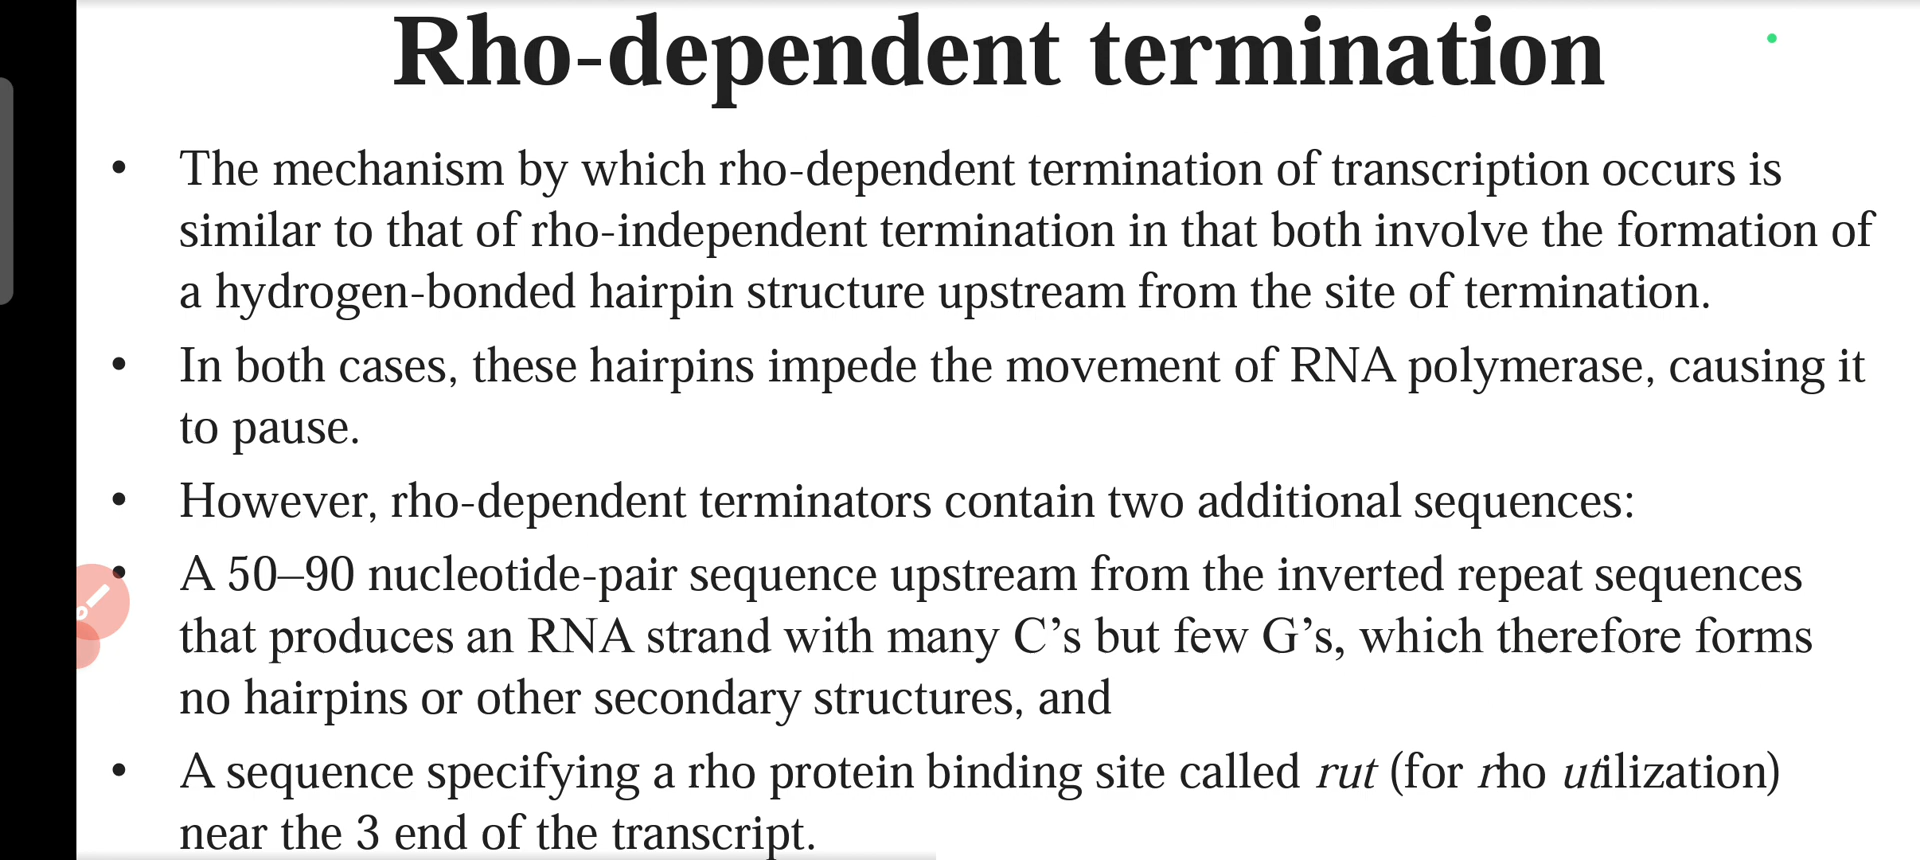 Rho-dependent termination
• The mechanism by which rho-dependent termination of transcription occurs is
similar to that of rho-independent termination in that both involve the formation of
a hydrogen-bonded hairpin structure upstream from the site of termination.
• In both cases, these hairpins impede the movement of RNA polymerase, causing it
to pause.
• However, rho-dependent terminators contain two additional sequences:
• A 50–90 nucleotide-pair sequence upstream from the inverted repeat sequences
that produces an RNA strand with many C’s but few G’s, which therefore forms
no hairpins or other secondary structures, and
• A sequence specifying a rho protein binding site called rut (for rho utilization)
near the 3 end of the transcript.